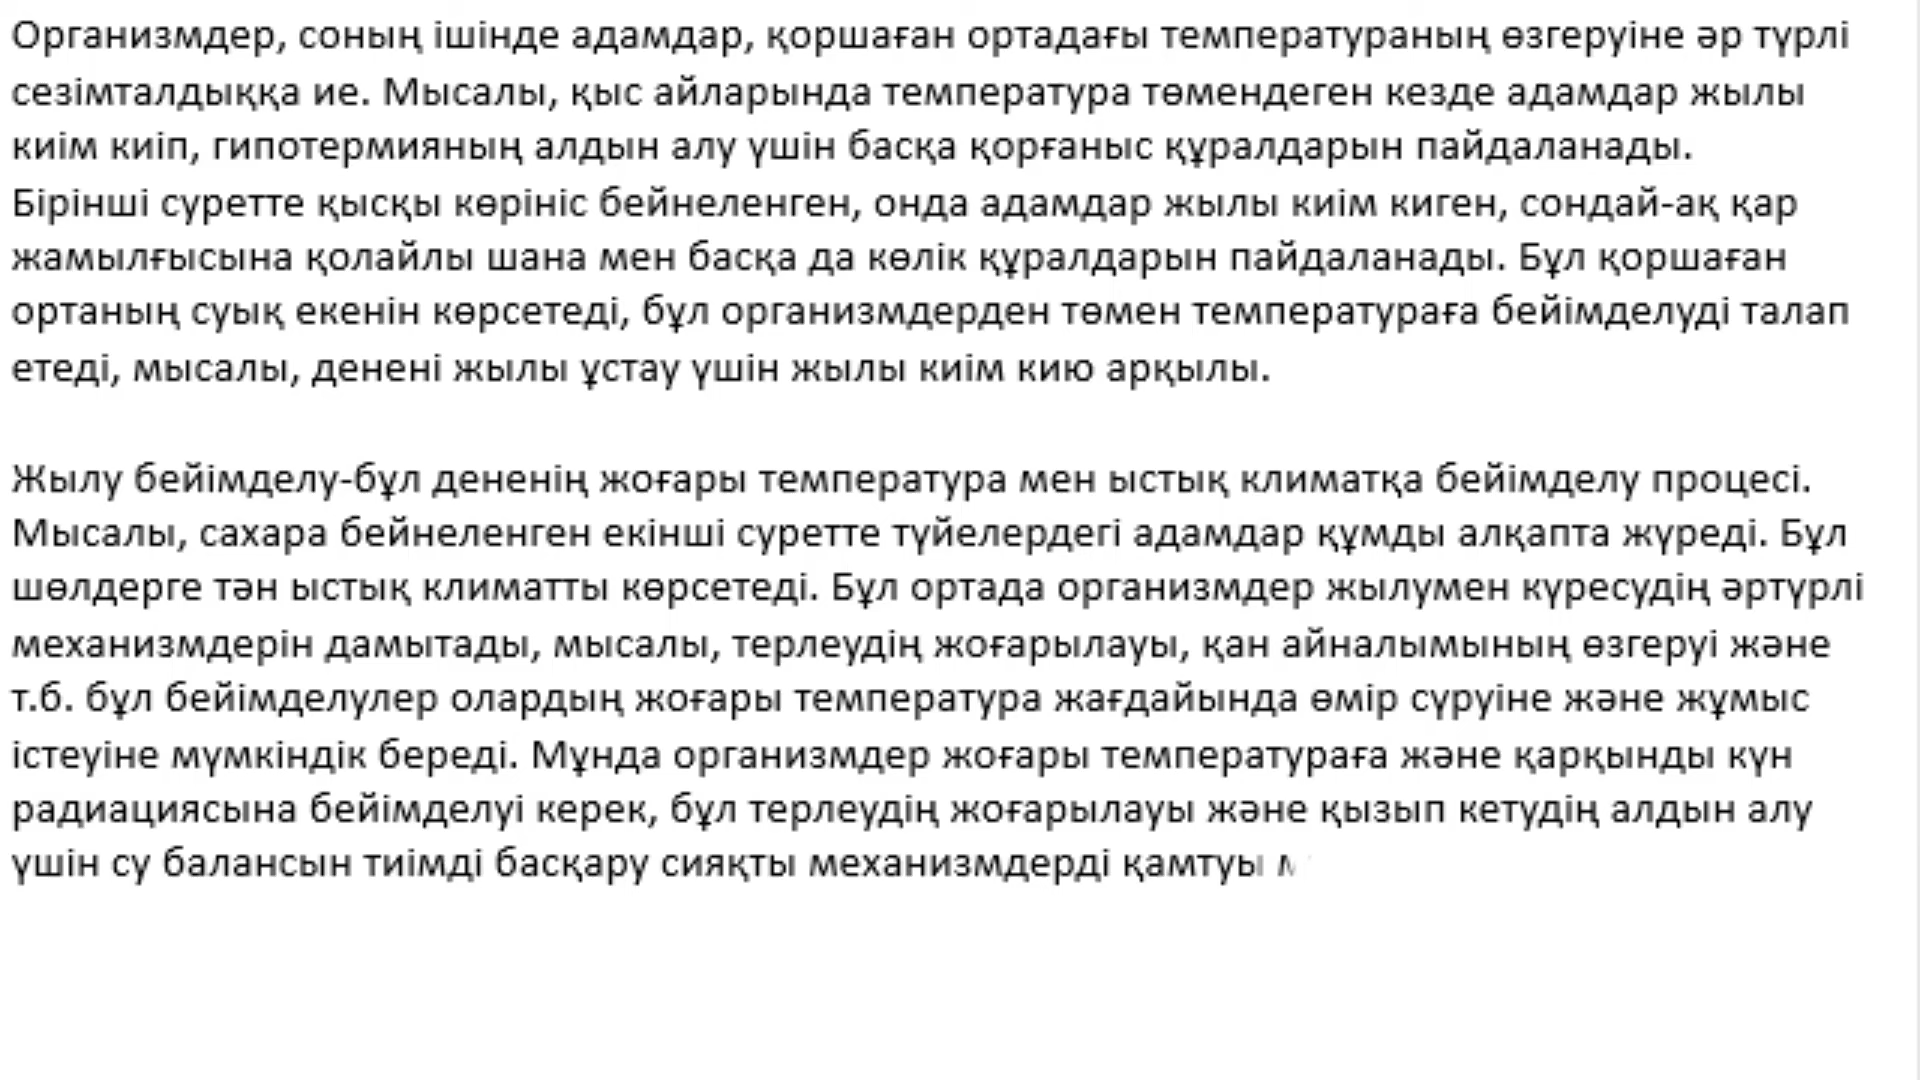 Организмдер, соның ішінде адамдар, қоршаған ортадағы температураның өзгеруіне әр түрлі
сезімталдыққа ие. Мысалы, қыс айларында температура төмендеген кезде адамдар жылы
киім киіп, гипотермияның алдын алу үшін басқа қорғаныс құралдарын пайдаланады.
Бірінші суретте қысқы көрініс бейнеленген, онда адамдар жылы киім киген, сондай-ақ қар
жамылғысына қолайлы шана мен басқа да көлік құралдарын пайдаланады. Бұл қоршаған
ортаның суық екенін көрсетеді, бұл организмдерден төмен температураға бейімделуді талап
етеді, мысалы, денені жылы ұстау үшін жылы киім кию арқылы.
Жылу бейімделу-бұл дененің жоғары температура мен ыстық климатқа бейімделу процесі.
Мысалы, сахара бейнеленген екінші суретте түйелердегі адамдар құмды алқапта жүреді. Бұл
шөлдерге тән ыстық климатты көрсетеді. Бұл ортада организмдер жылумен күресудің әртүрлі
механизмдерін дамытады, мысалы, терлеудің жоғарылауы, қан айналымының өзгеруі және
т.б. бұл бейімделулер олардың жоғары температура жағдайында өмір сүруіне және жұмыс
істеуіне мүмкіндік береді. Мұнда организмдер жоғары температураға және қарқынды күн
радиациясына бейімделуі керек, бұл терлеудің жоғарылауы және қызып кетудің алдын алу
үшін су балансын тиімді басқару сияқты механизмдерді қамтуы